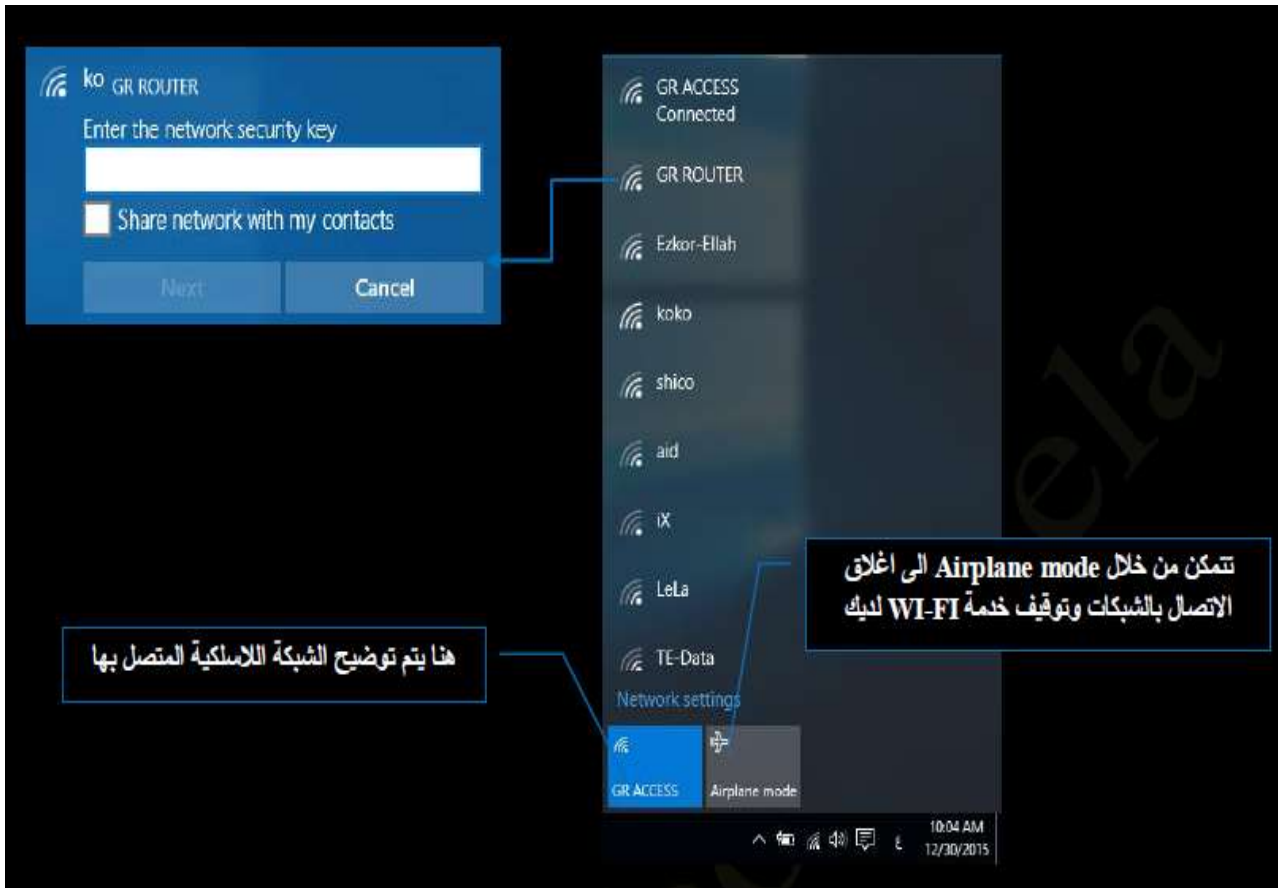 ko GR ROUTER
Enter the network security key
Share network with my contacts
Next
Cancel
GR ACCESS
Connected
GR ROUTER
Ezkor-Ellah
koko
shico
aid
iX
LeLa
TE-Data
Network settings
GR ACCESS
Airplane mode
تتمكن من خلال Airplane mode الى اغلاق
الاتصال بالشبكات وتوقيف خدمة WI-FI لديك
هنا يتم توضيح الشبكة اللاسلكية المتصل بها
ع
10:04 AM
12/30/2015